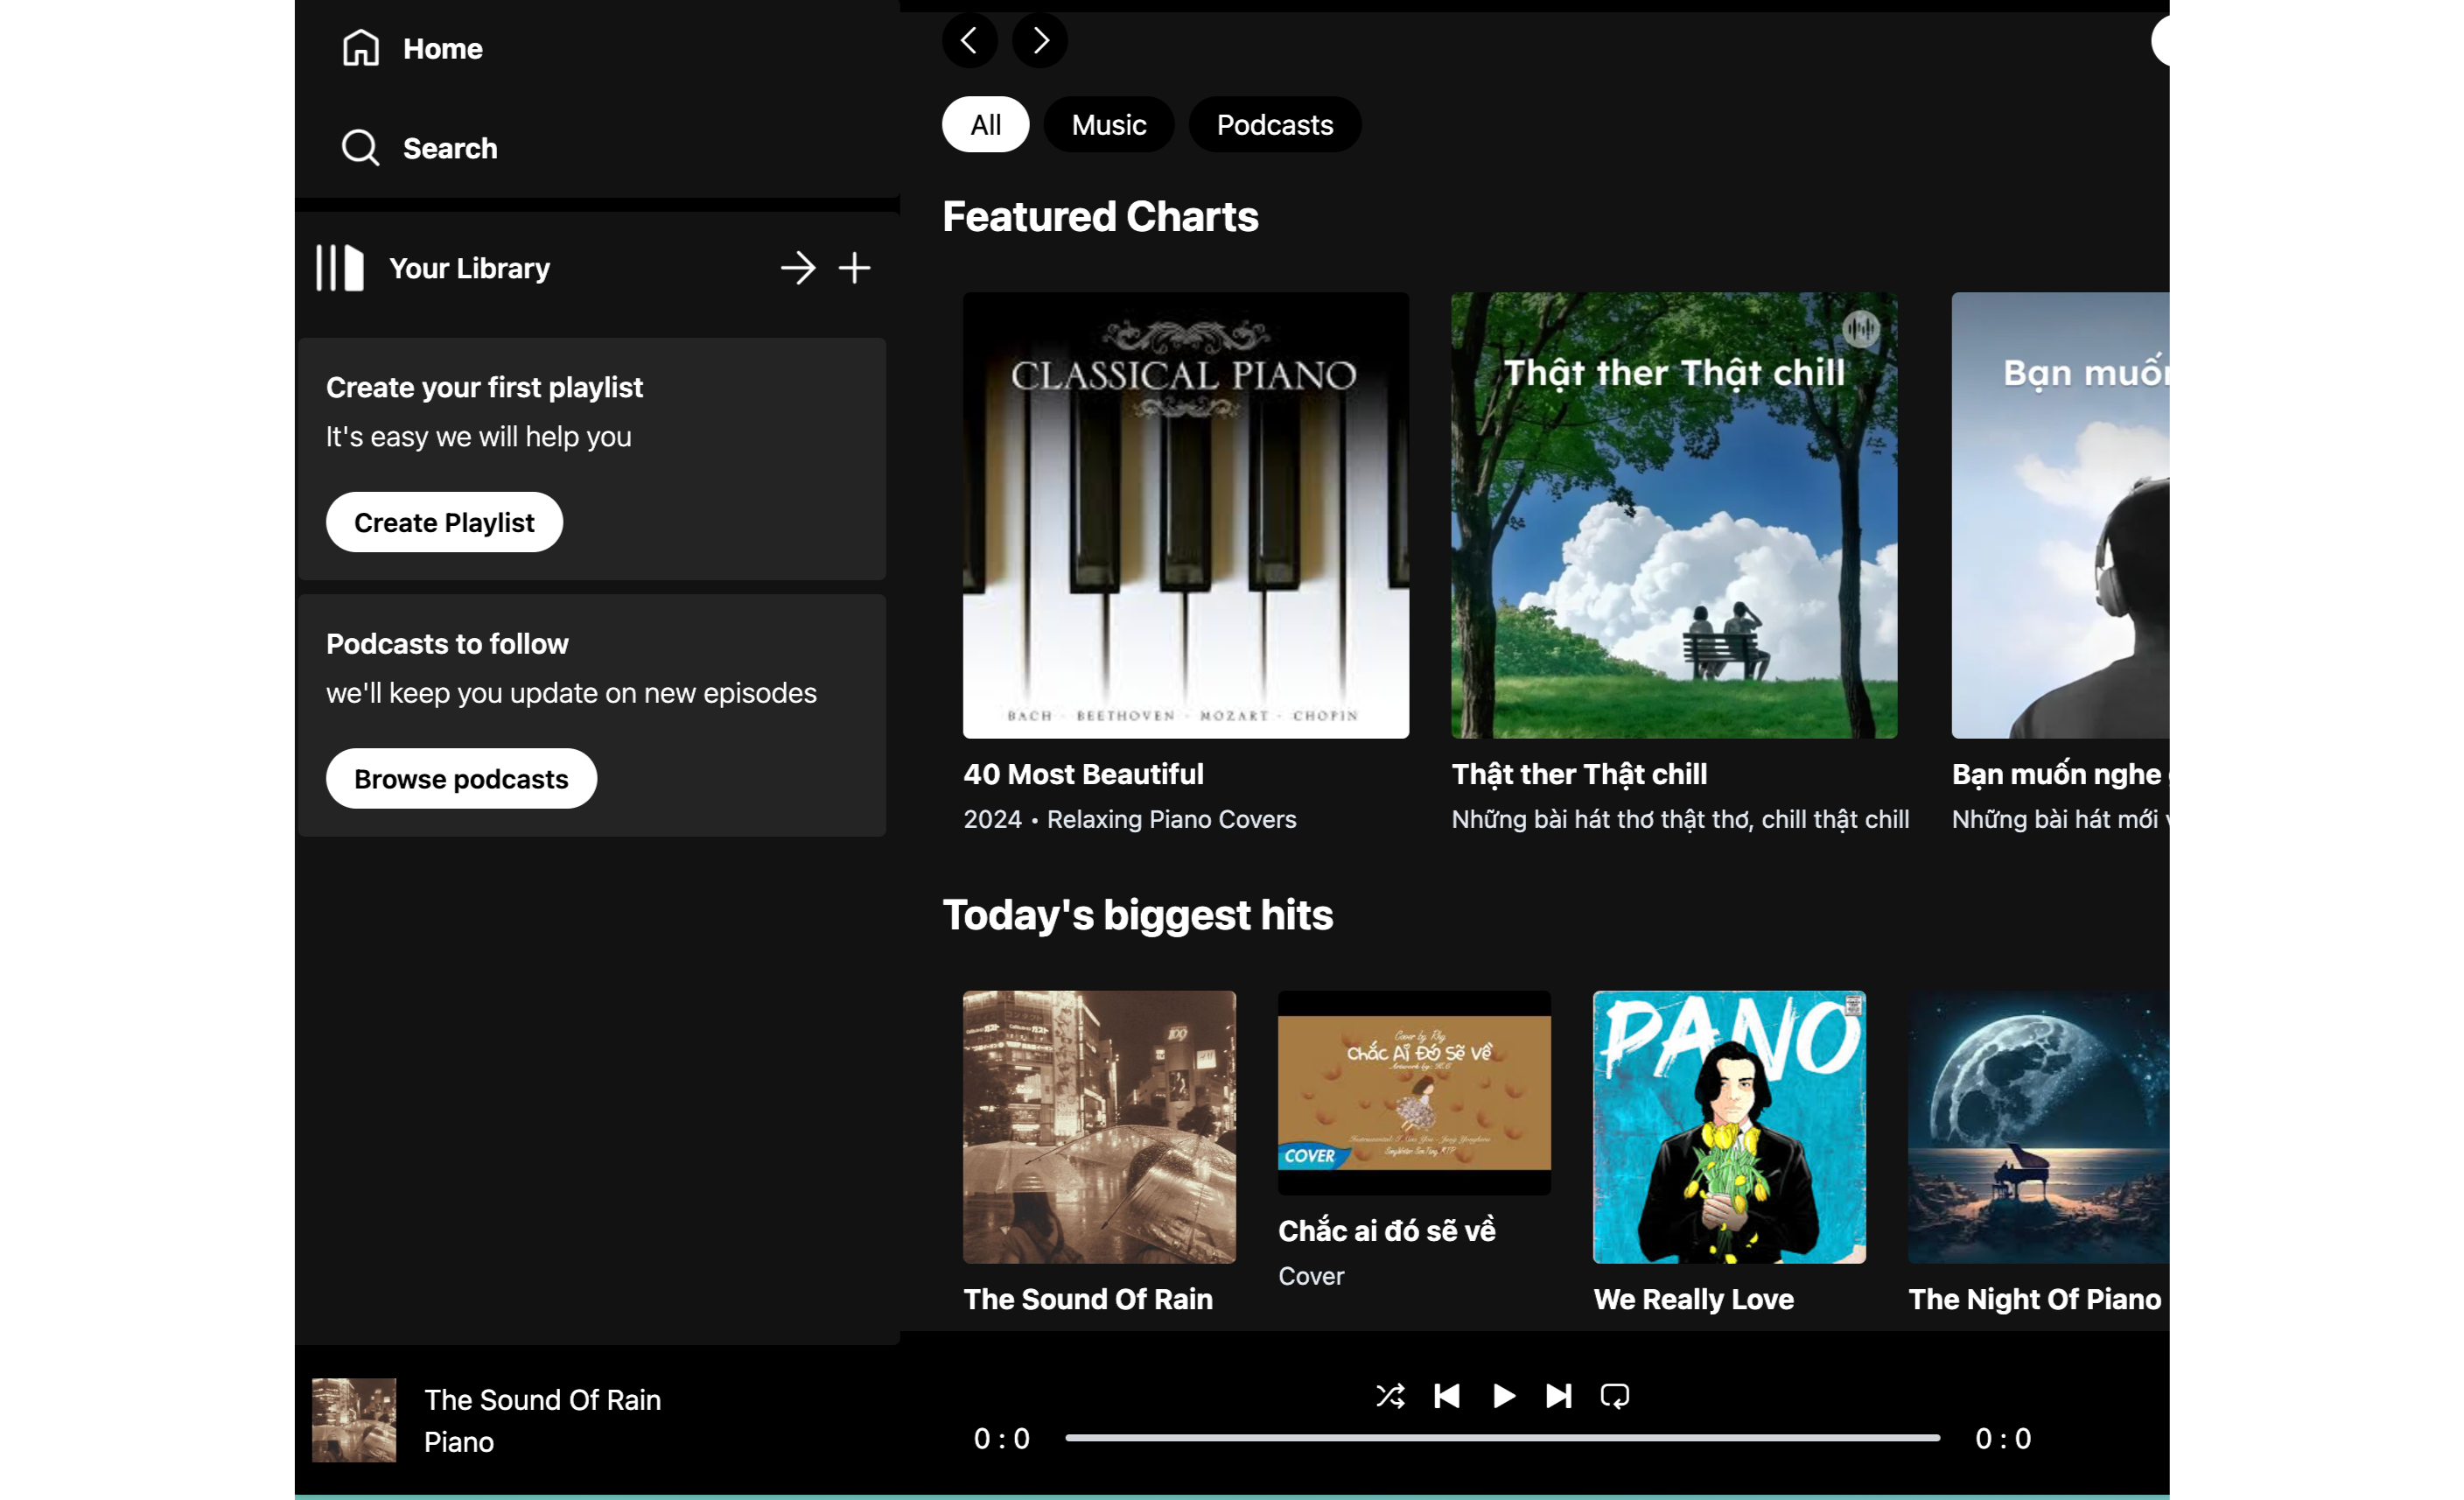 Home
Search
Your Library
Create your first playlist
It's easy we will help you
Create Playlist
Podcasts to follow
we'll keep you update on new episodes
Browse podcasts
All
Music
Podcasts
Featured Charts
CLASSICAL PIANO
BACH · BEETHOVEN · MOZART · CHOPIN
40 Most Beautiful
2024 • Relaxing Piano Covers
Thật ther Thật chill
Thật ther Thật chill
Những bài hát thơ thật thơ, chill thật chill
Bạn muốn
Bạn muốn nghe
Những bài hát mới
Today's biggest hits
The Sound Of Rain
Cover by Rhy
Chắc Ai Đó Sẽ Về
COVER
Chắc ai đó sẽ về
Cover
PANO
We Really Love
The Night Of Piano
The Sound Of Rain
Piano
0 : 0
0 : 0